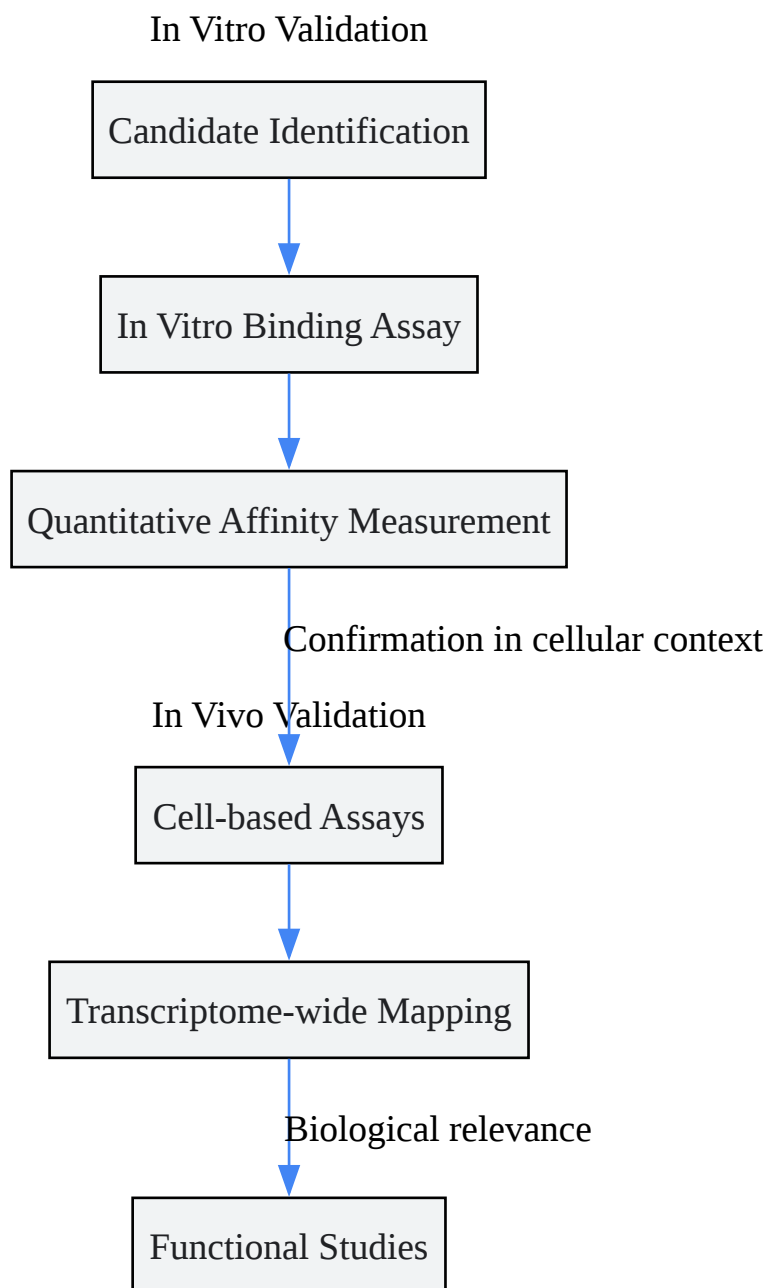 In Vitro Validation
Candidate Identification
In Vitro Binding Assay
Quantitative Affinity Measurement
Confirmation in cellular context
In Vivo Validation
Cell-based Assays
Transcriptome-wide Mapping
Biological relevance
Functional Studies